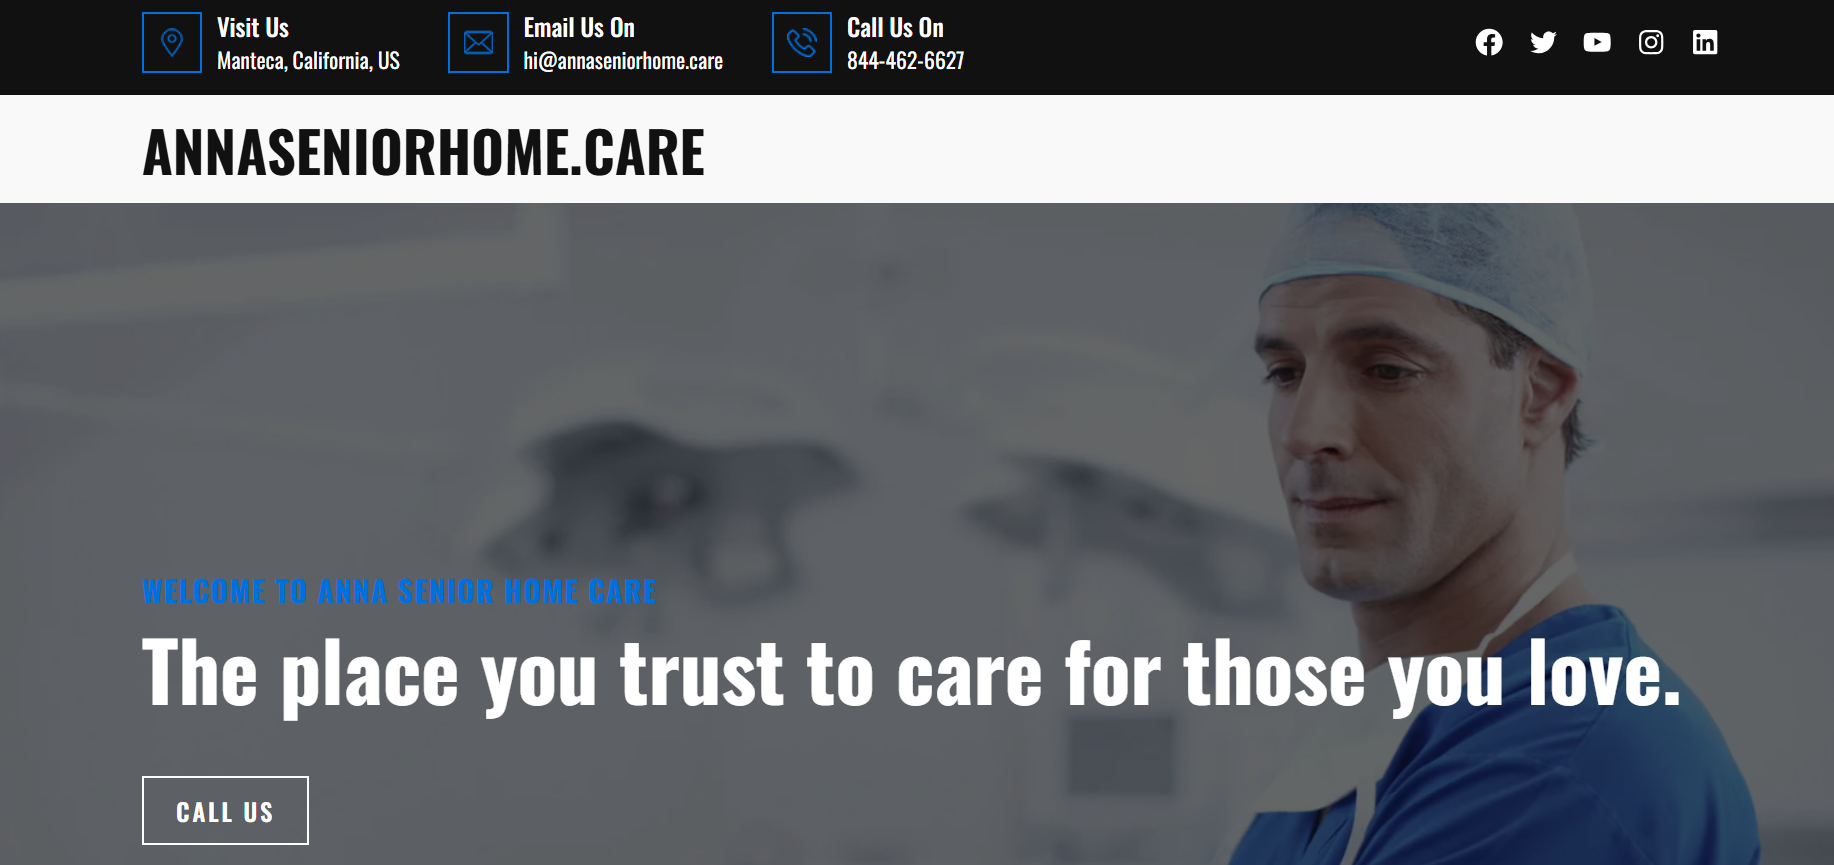 Visit Us
Manteca, California, US
Email Us On
hi@annaseniorhome.care
Call Us On
844-462-6627
ANNASENIORHOME.CARE
WELCOME TO ANNA SENIOR HOME CARE
The place you trust to care for those you love.
CALL US